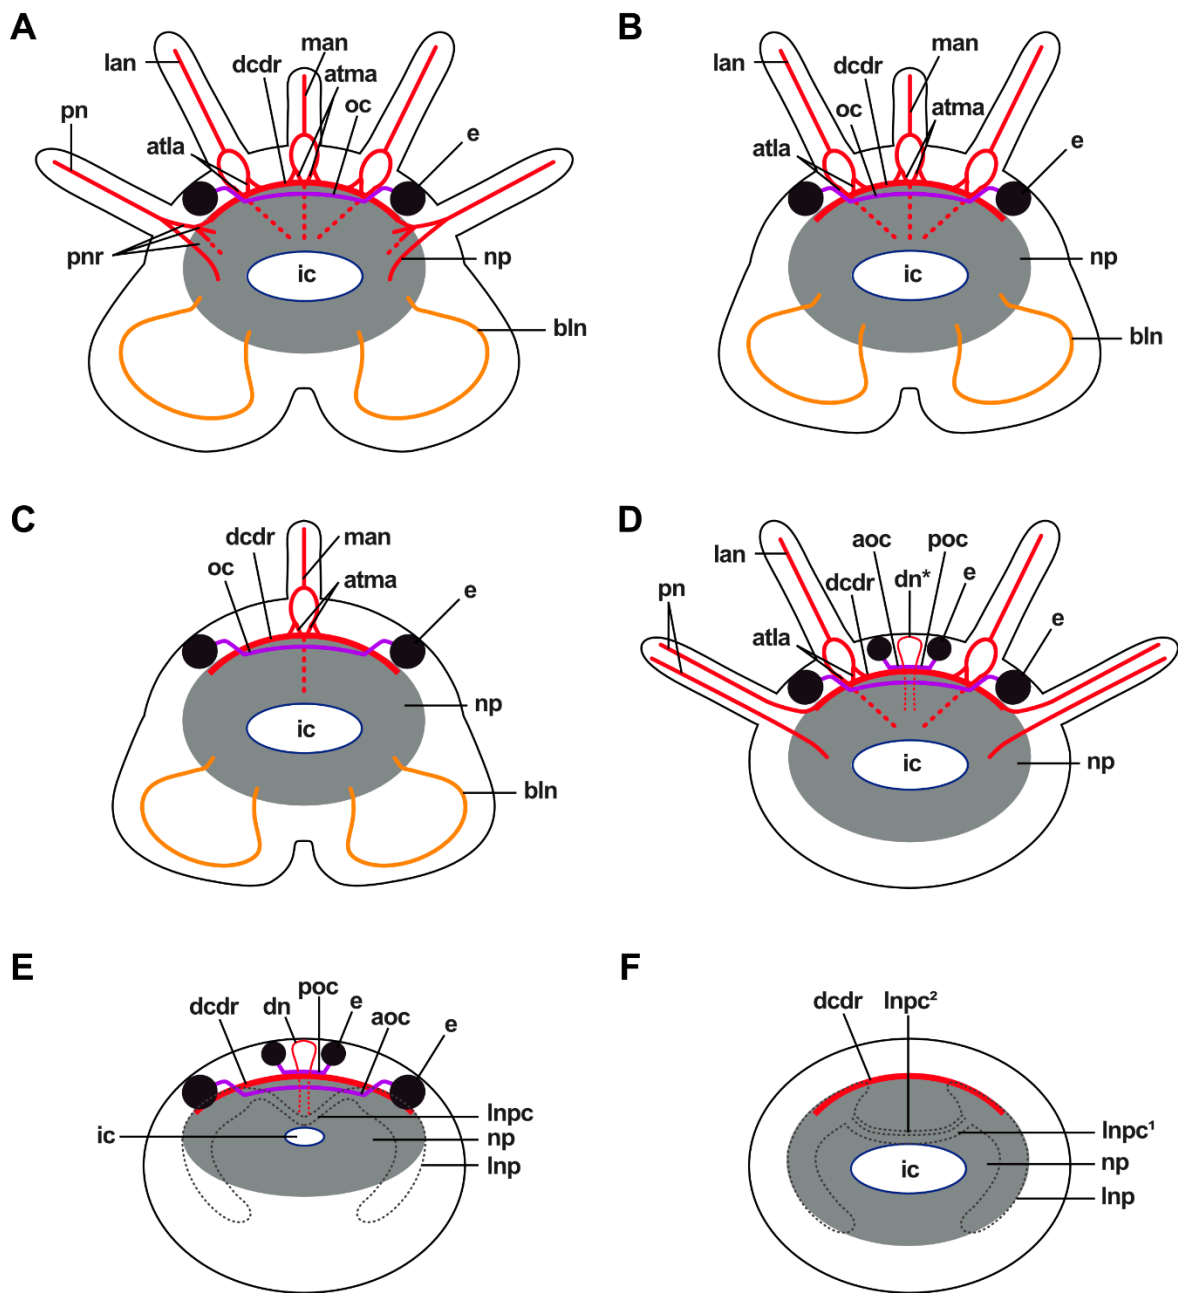 A
lan
dcdr
man
atma
oc
pn
atla
e
pnr
ic
np
bln
B
lan
dcdr
man
oc
atma
atla
e
ic
np
bln
C
dcdr
man
oc
atma
e
np
ic
bln
D
lan
aoc
poc
dcdr
dn*
e
pn
atla
e
ic
np
E
poc
dcdr
dn
e
aoc
e
lnpc
ic
np
lnp
F
dcdr
lnpc²
lnpc¹
ic
np
lnp